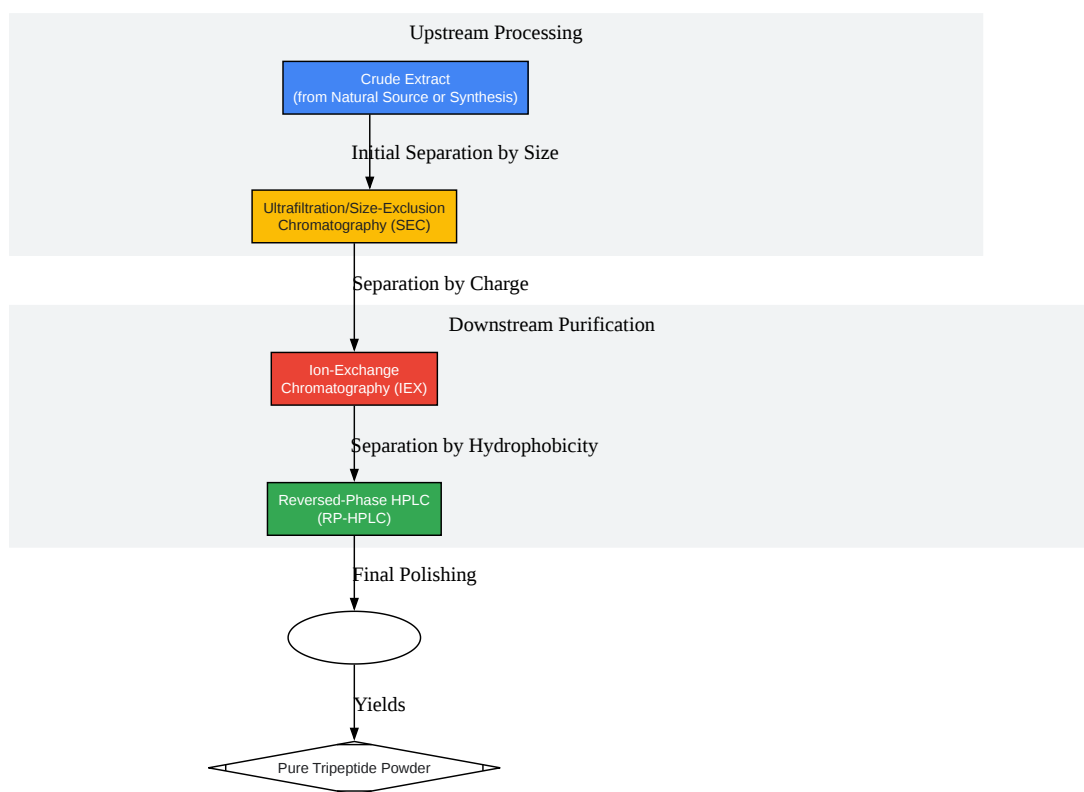 Upstream Processing
Crude Extract
(from Natural Source or Synthesis)
Initial Separation by Size
Ultrafiltration/Size-Exclusion
Chromatography (SEC)
Separation by Charge
Downstream Purification
Ion-Exchange
Chromatography (IEX)
Separation by Hydrophobicity
Reversed-Phase HPLC
(RP-HPLC)
Final Polishing
Yields
Pure Tripeptide Powder